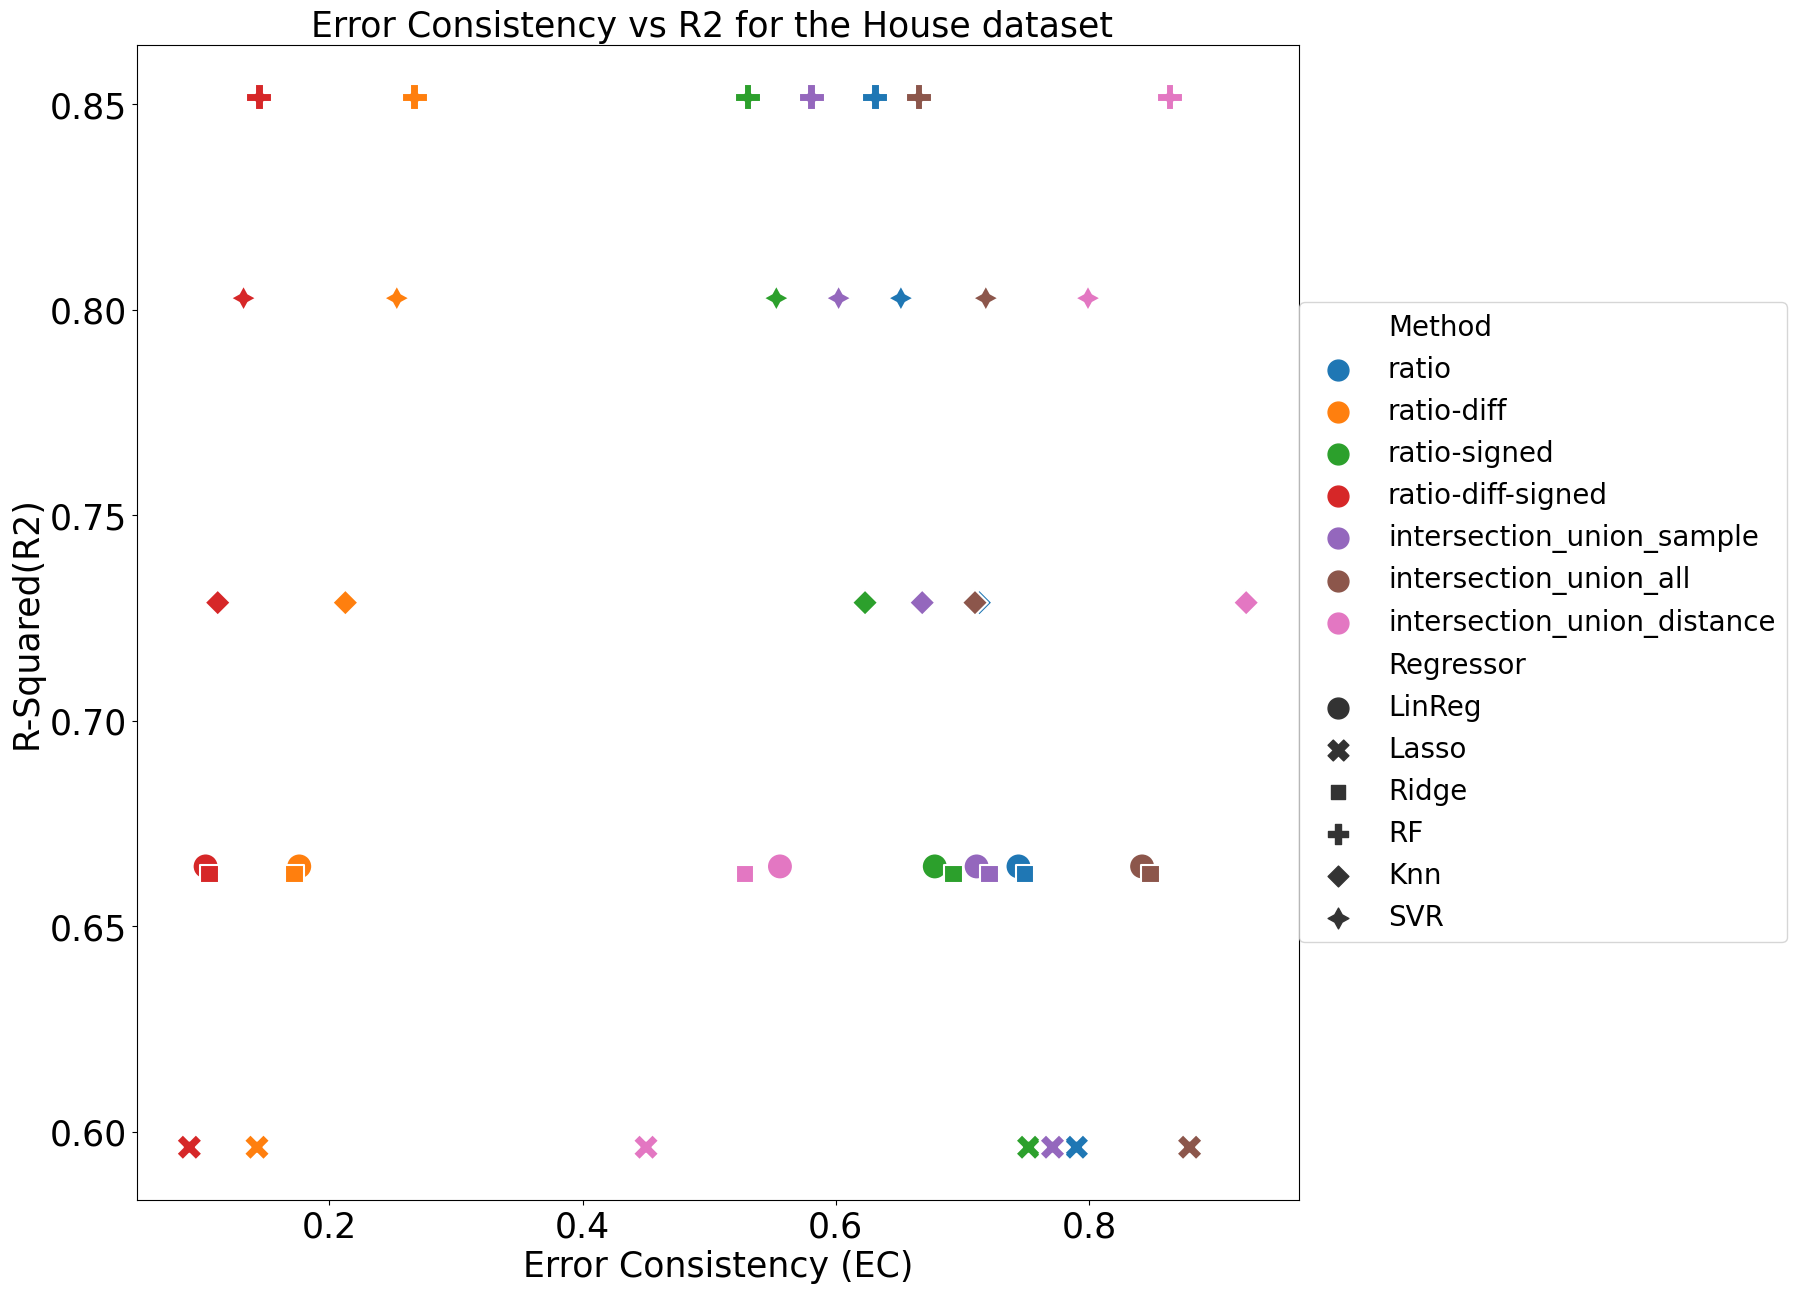 Error Consistency vs R2 for the House dataset
R-Squared(R2)
0.85
0.80
0.75
0.70
0.65
0.60
0.2 0.4 0.6 0.8
Error Consistency (EC)
Method
ratio
ratio-diff
ratio-signed
ratio-diff-signed
intersection_union_sample
intersection_union_all
intersection_union_distance
Regressor
LinReg
Lasso
Ridge
RF
Knn
SVR